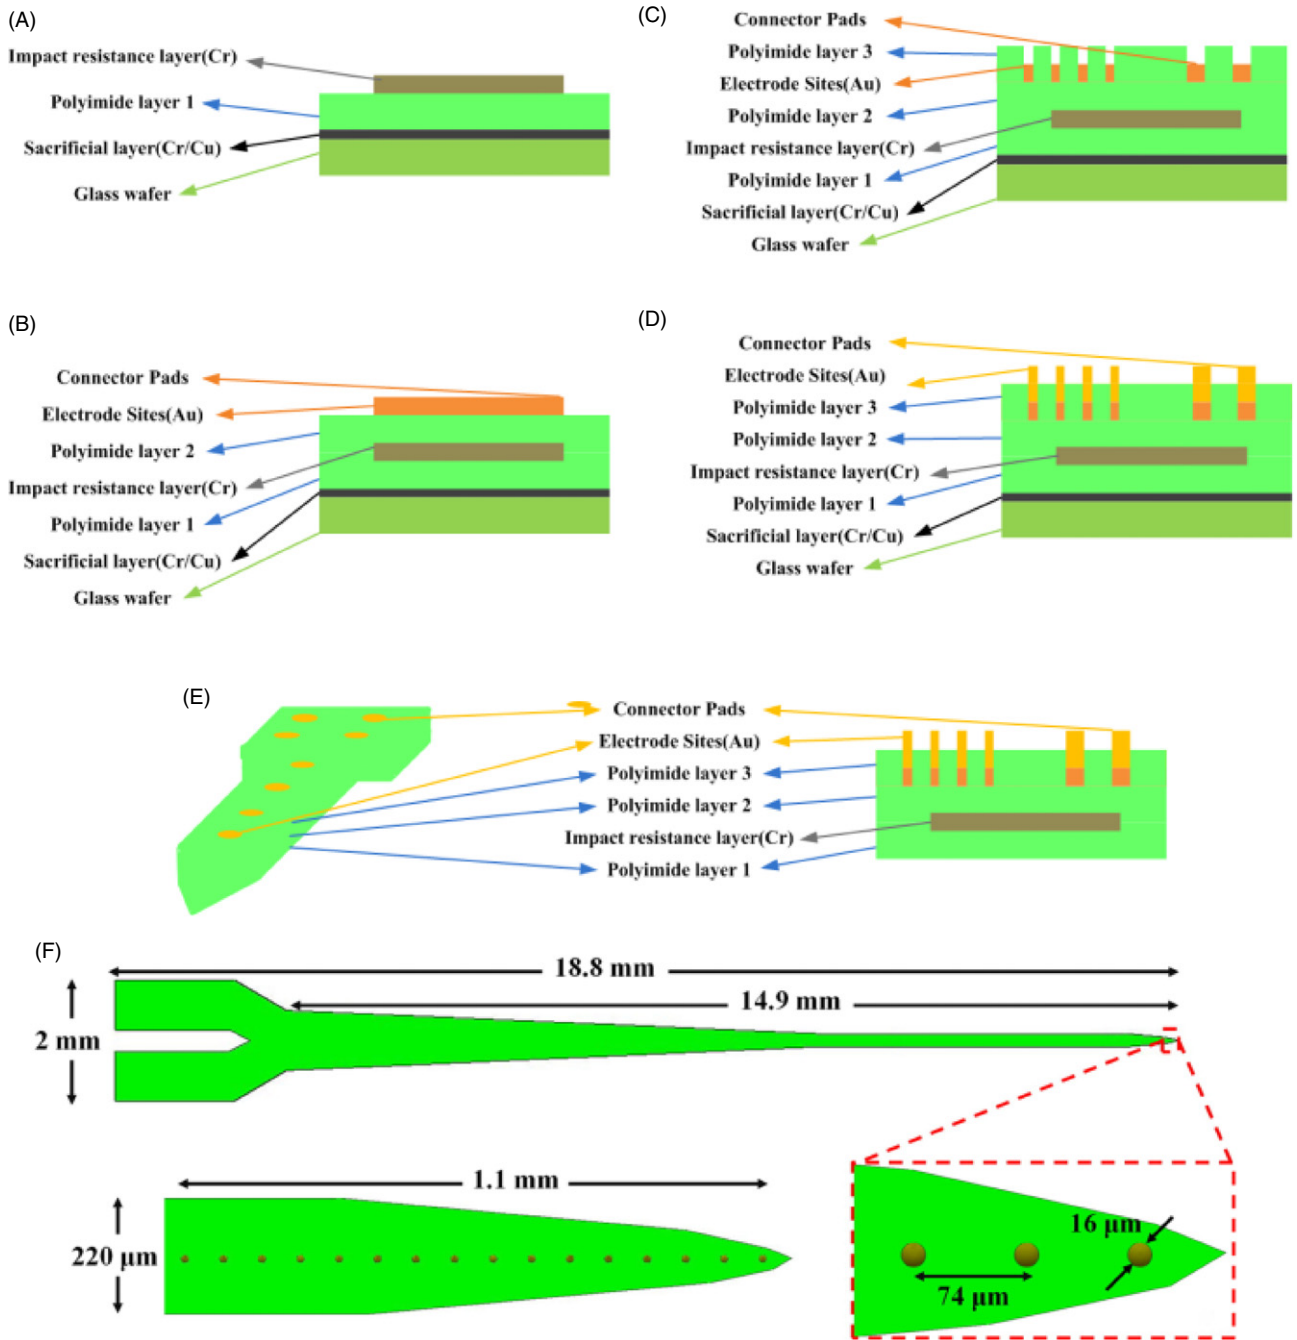 (A)
Impact resistance layer(Cr)
Polyimide layer 1
Sacrificial layer(Cr/Cu)
Glass wafer
(C)
Connector Pads
Polyimide layer 3
Electrode Sites(Au)
Polyimide layer 2
Impact resistance layer(Cr)
Polyimide layer 1
Sacrificial layer(Cr/Cu)
Glass wafer
(B)
Connector Pads
Electrode Sites(Au)
Polyimide layer 2
Impact resistance layer(Cr)
Polyimide layer 1
Sacrificial layer(Cr/Cu)
Glass wafer
(D)
Connector Pads
Electrode Sites(Au)
Polyimide layer 3
Polyimide layer 2
Impact resistance layer(Cr)
Polyimide layer 1
Sacrificial layer(Cr/Cu)
Glass wafer
(E)
Connector Pads
Electrode Sites(Au)
Polyimide layer 3
Polyimide layer 2
Impact resistance layer(Cr)
Polyimide layer 1
(F)
18.8 mm
14.9 mm
2 mm
1.1 mm
220 μm
16 μm
74 μm